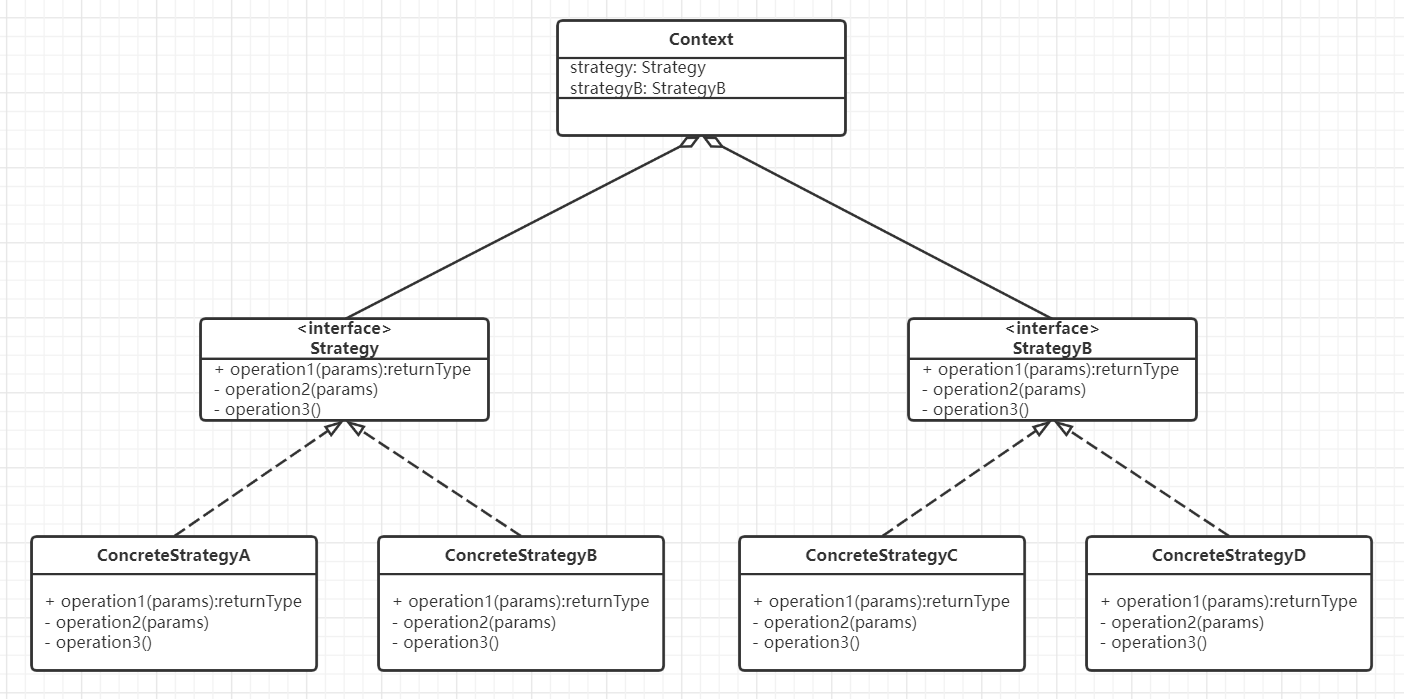 Context
strategy: Strategy
strategyB: StrategyB
<interface>
Strategy
+ operation1(params):returnType
- operation2(params)
- operation3()
<interface>
StrategyB
+ operation1(params):returnType
- operation2(params)
- operation3()
ConcreteStrategyA
+ operation1(params):returnType
- operation2(params)
- operation3()
ConcreteStrategyB
+ operation1(params):returnType
- operation2(params)
- operation3()
ConcreteStrategyC
+ operation1(params):returnType
- operation2(params)
- operation3()
ConcreteStrategyD
+ operation1(params):returnType
- operation2(params)
- operation3()